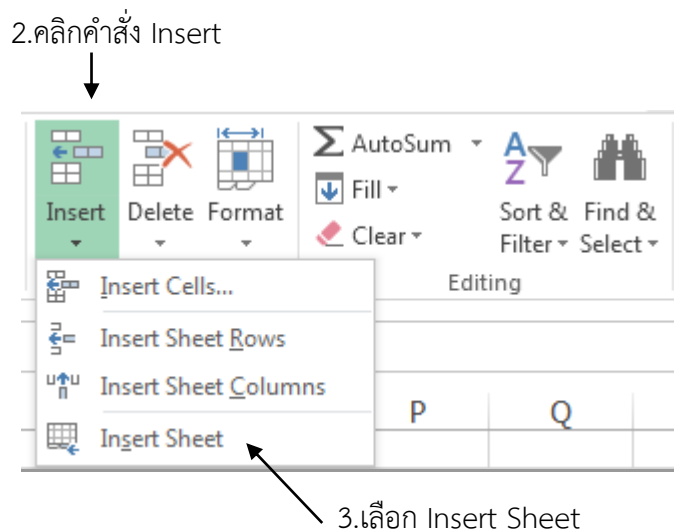 2.คลิกคำสั่ง Insert
Insert Delete Format
AutoSum
Fill
Clear
Sort & Filter
Find & Select
Editing
Insert Cells...
Insert Sheet Rows
Insert Sheet Columns
Insert Sheet
P Q
3.เลือก Insert Sheet